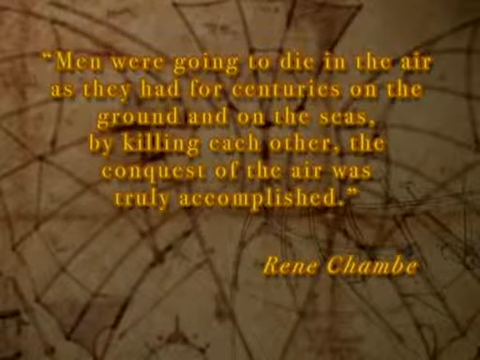 “Men were going to die in the air
as they had for centuries on the
ground and on the seas,
by killing each other, the
conquest of the air was
truly accomplished.”
Rene Chambe